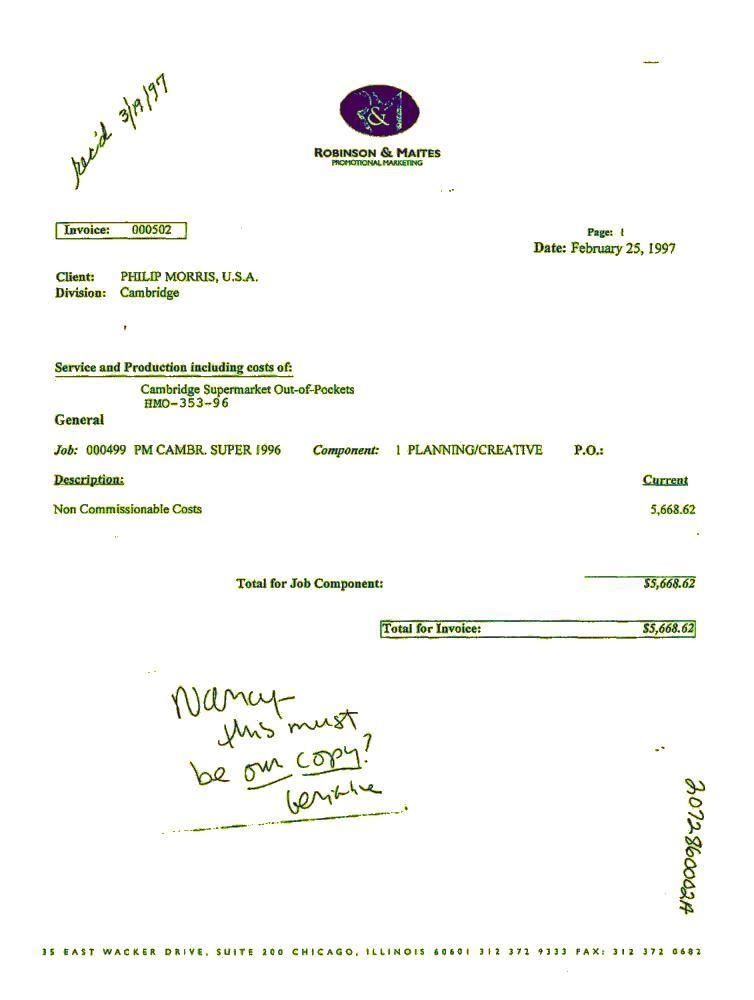 rec'd 3/19/97
&
ROBINSON & MAITES
PROMOTIONAL MARKETING
Invoice: 000502
Page: 1
Date: February 25, 1997
Client: PHILIP MORRIS, U.S.A.
Division: Cambridge
Service and Production including costs of:
Cambridge Supermarket Out-of-Pockets
HMO-353-96
General
Job: 000499 PM CAMBR. SUPER 1996 Component: 1 PLANNING/CREATIVE P.O.:
Description: Current
Non Commissionable Costs 5,668.62
Total for Job Component: $5,668.62
Total for Invoice: $5,668.62
Nancy-
this must
be our copy?
2072860002A
35 EAST WACKER DRIVE, SUITE 200 CHICAGO, ILLINOIS 60601 312 372 9333 FAX: 312 372 0682